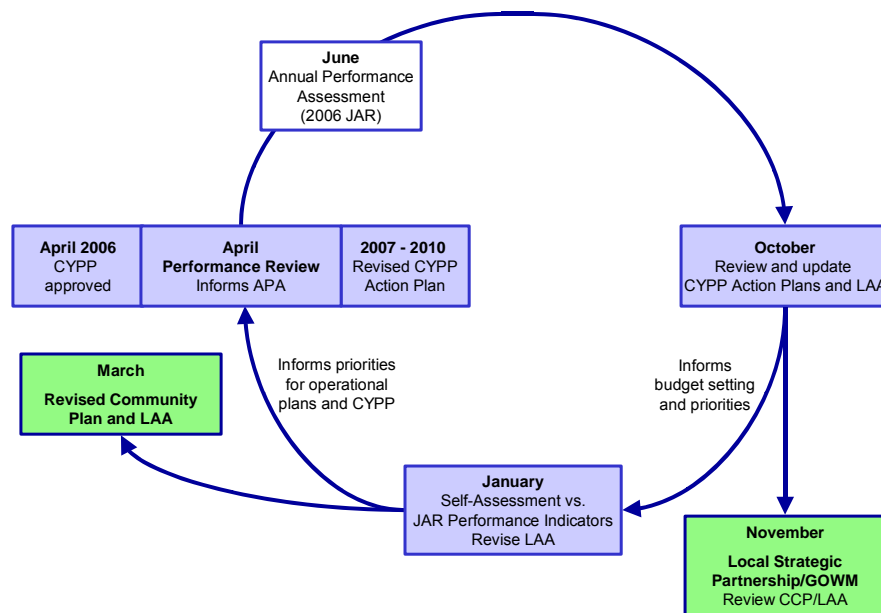 June
Annual Performance
Assessment
(2006 JAR)
April 2006
CYPP
approved
April
Performance Review
Informs APA
2007 - 2010
Revised CYPP
Action Plan
October
Review and update
CYPP Action Plans and LAA
March
Revised Community
Plan and LAA
Informs priorities
for operational
plans and CYPP
Informs
budget setting
and priorities
January
Self-Assessment vs.
JAR Performance Indicators
Revise LAA
November
Local Strategic
Partnership/GOWM
Review CCP/LAA